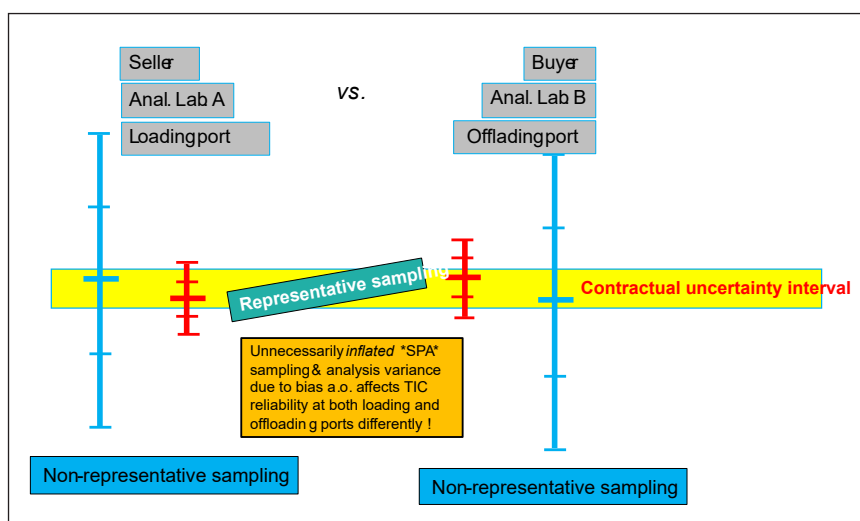 Seller
Buyer
vs.
Anal. Lab. A
Anal. Lab. B
Loadingport
Offladingport
Representative sampling
Contractual uncertainty interval
Unnecessarily inflated *SPA*
sampling & analysis variance
due to bias a.o. affects TIC
reliability at both loading and
offloading ports differently !
Non-representative sampling
Non-representative sampling